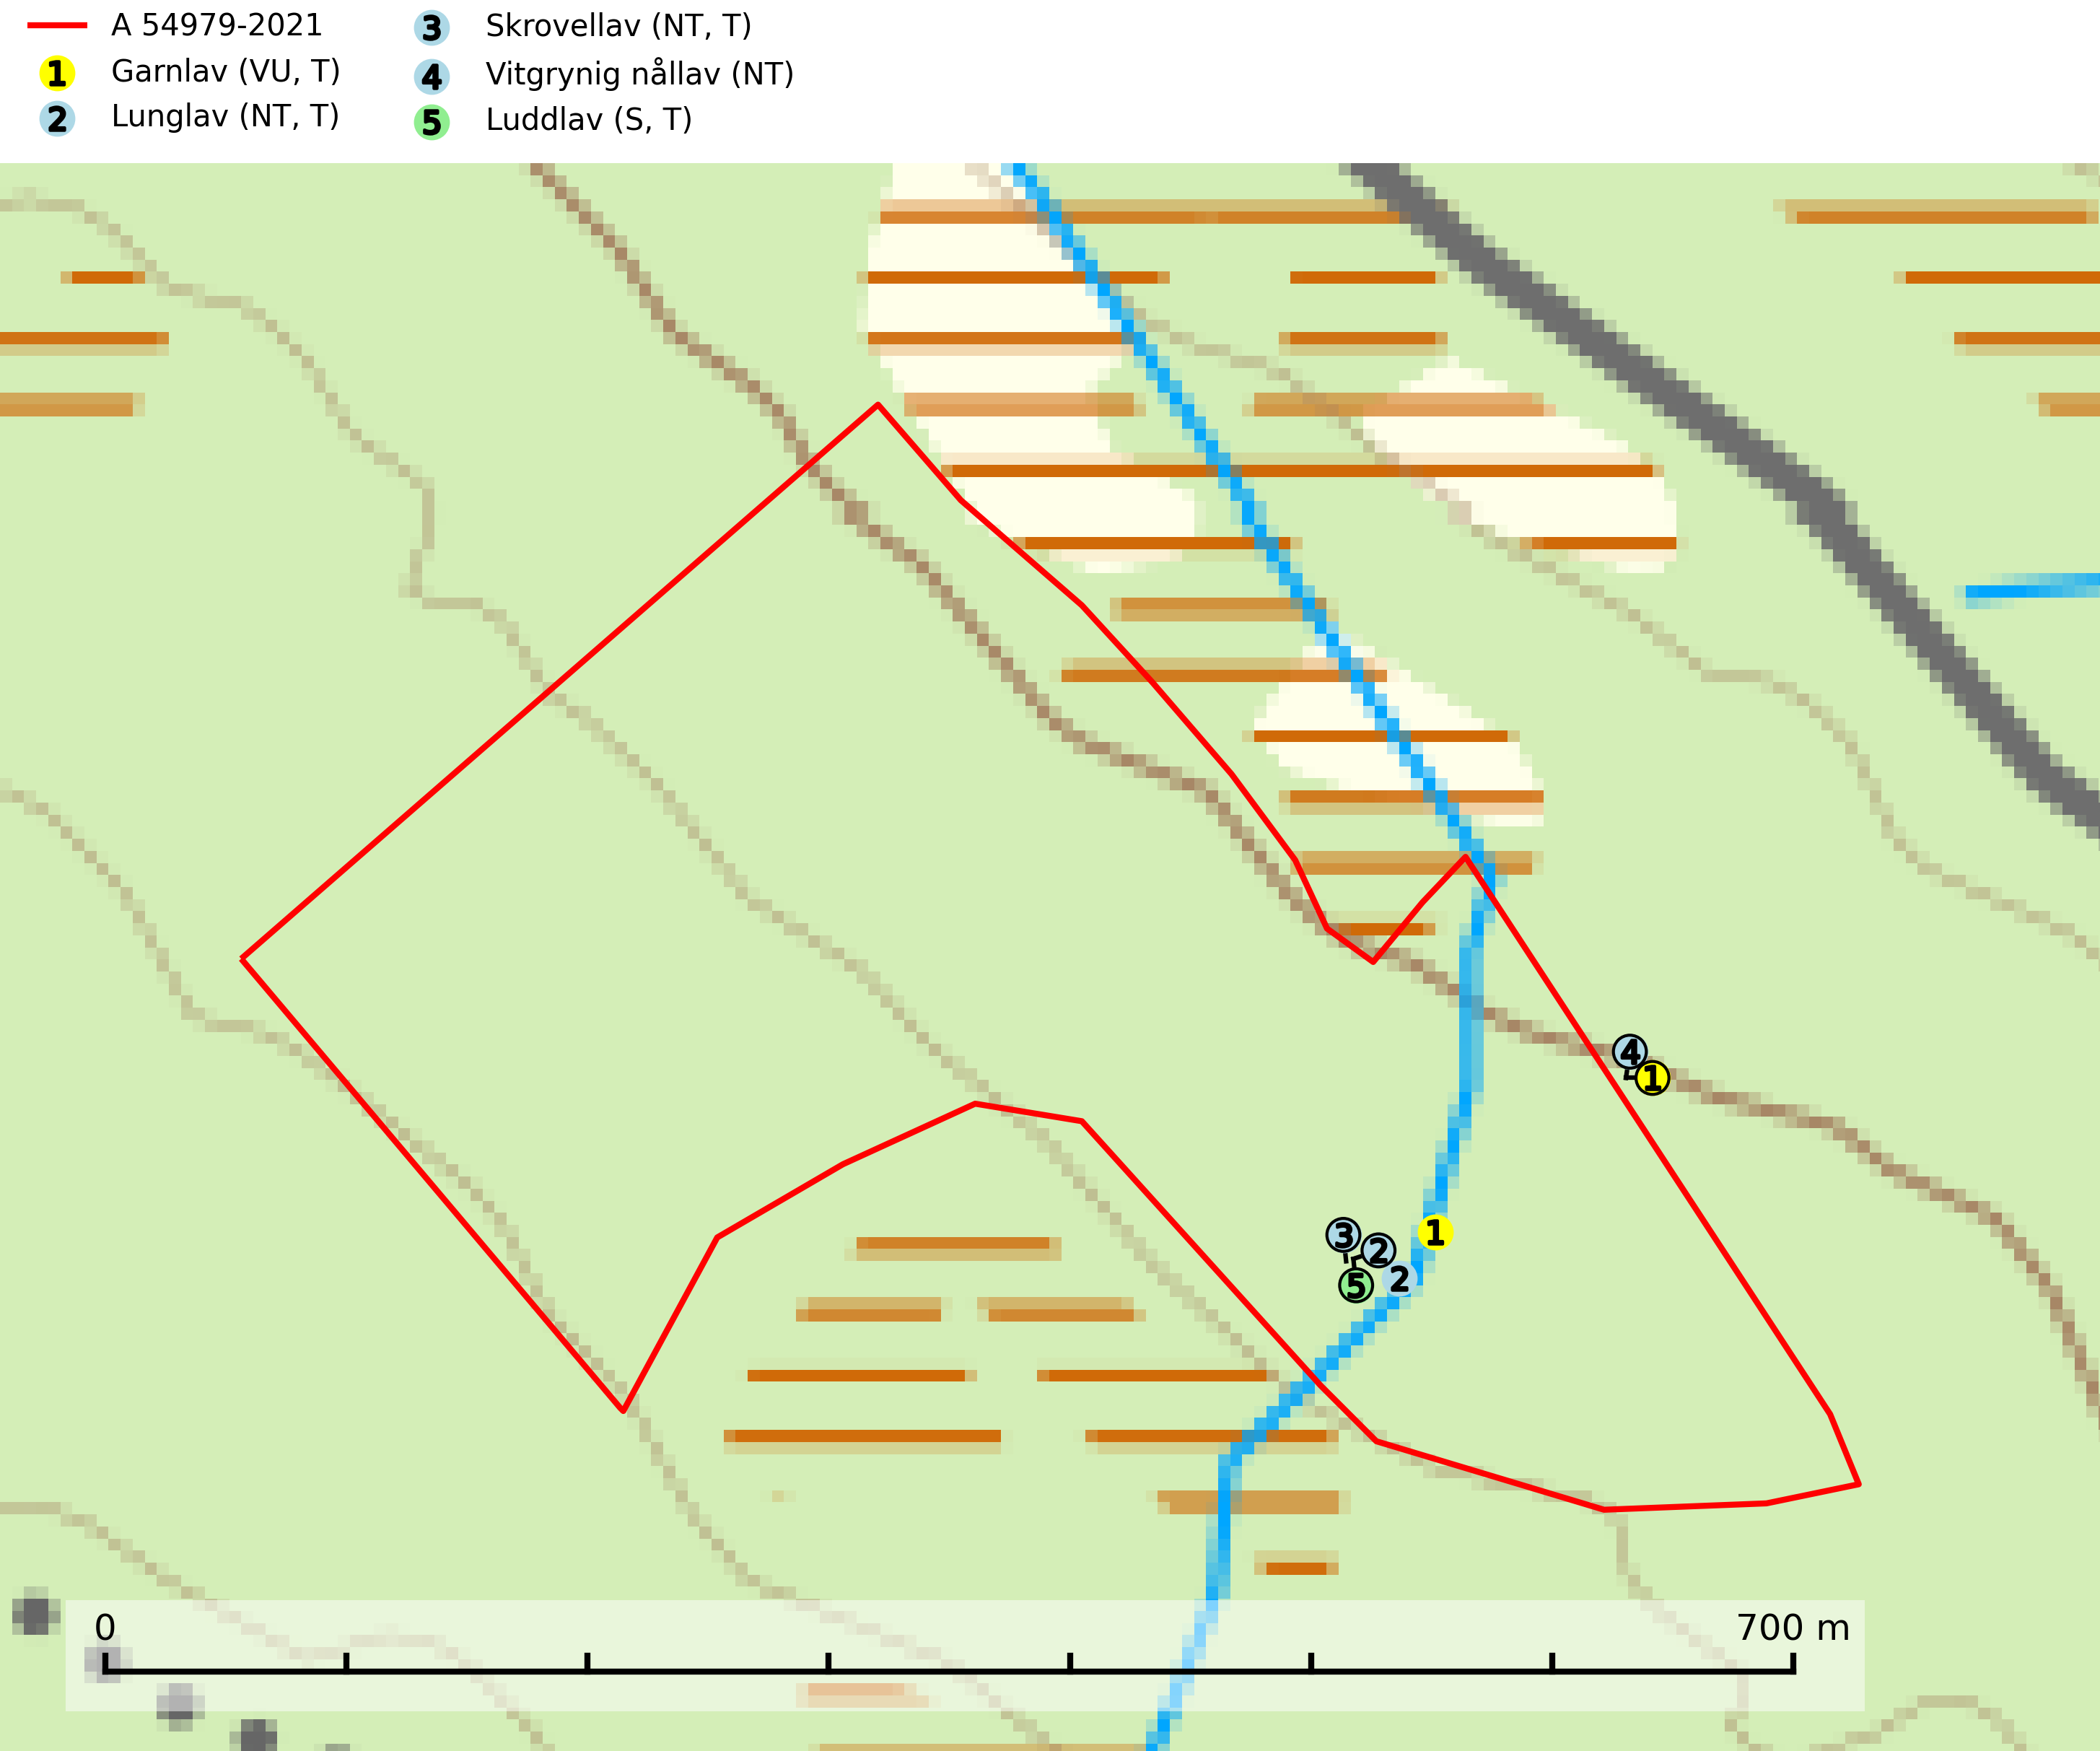 A 54979-2021
1 Garnlav (VU, T)
2 Lunglav (NT, T)
3 Skrovellav (NT, T)
4 Vitgrynig nållav (NT)
5 Luddlav (S, T)
4
1
3
2
1
5
2
0
700 m